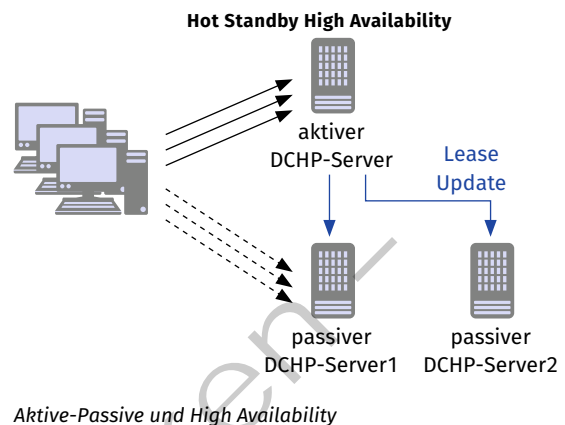 Hot Standby High Availability
aktiver
DCHP-Server
Lease
Update
passiver
DCHP-Server1
passiver
DCHP-Server2
Aktive-Passive und High Availability